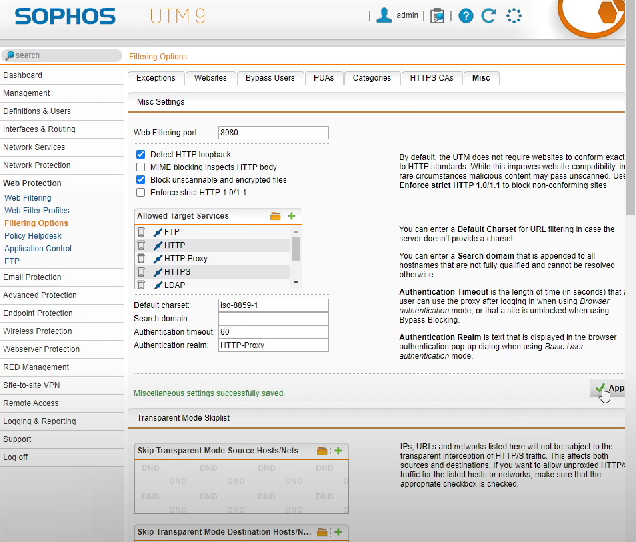 SOPHOS
UTM 9
admin
search
Dashboard
Management
Definitions & Users
Interfaces & Routing
Network Services
Network Protection
Web Protection
Web Filtering
Web Filter Profiles
Filtering Options
Policy Helpdesk
Application Control
FTP
Email Protection
Advanced Protection
Endpoint Protection
Wireless Protection
Webserver Protection
RED Management
Site-to-site VPN
Remote Access
Logging & Reporting
Support
Log off
Filtering Options
Exceptions
Websites
Bypass Users
PUAs
Categories
HTTPS CAs
Misc
Misc Settings
Web Filtering port
8080
Detect HTTP loopback
MIME blocking inspects HTTP body
Block unscannable and encrypted files
Enforce strict HTTP 1.0/1.1
Allowed Target Services
FTP
HTTP
HTTP Proxy
HTTPS
LDAP
Default charset: iso-8859-1
Search domain:
Authentication timeout: 60
Authentication realm: HTTP-Proxy
By default, the UTM does not require websites to conform exact
to HTTP standards. While this improves website compatibility, in
rare circumstances malicious content may pass unscanned. Use
Enforce strict HTTP 1.0/1.1 to block non-conforming sites
You can enter a Default Charset for URL filtering in case the
server doesn't provide a charset
You can enter a Search domain that is appended to all
hostnames that are not fully qualified and cannot be resolved
otherwise
Authentication Timeout is the length of time (in seconds) that a
user can use the proxy after logging in when using Browser
authentication mode, or that a site is unblocked when using
Bypass Blocking.
Authentication Realm is text that is displayed in the browser
authentication pop up dialog when using Basic User
authentication mode.
Miscellaneous settings successfully saved.
App
Transparent Mode Skiplist
Skip Transparent Mode Source Hosts/Nets
DND DND DND DND
DND DND D
DND DND DND DND
DND DND D
IPs, URLs and networks listed here will not be subject to the
transparent interception of HTTP/S traffic. This affects both
sources and destinations. If you want to allow unproxied HTTP/S
traffic for the listed hosts or networks, make sure that the
appropriate checkbox is checked.
Skip Transparent Mode Destination Hosts/N...